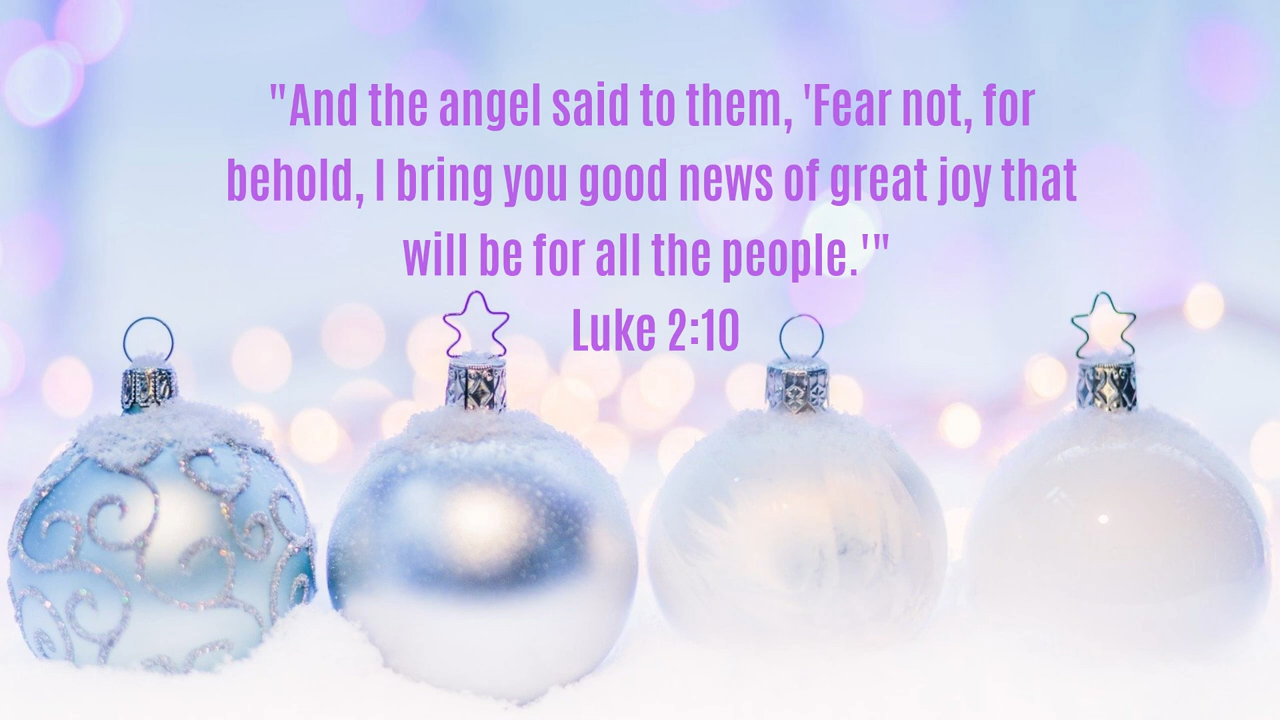 "And the angel said to them, 'Fear not, for
behold, I bring you good news of great joy that
will be for all the people.'"
Luke 2:10